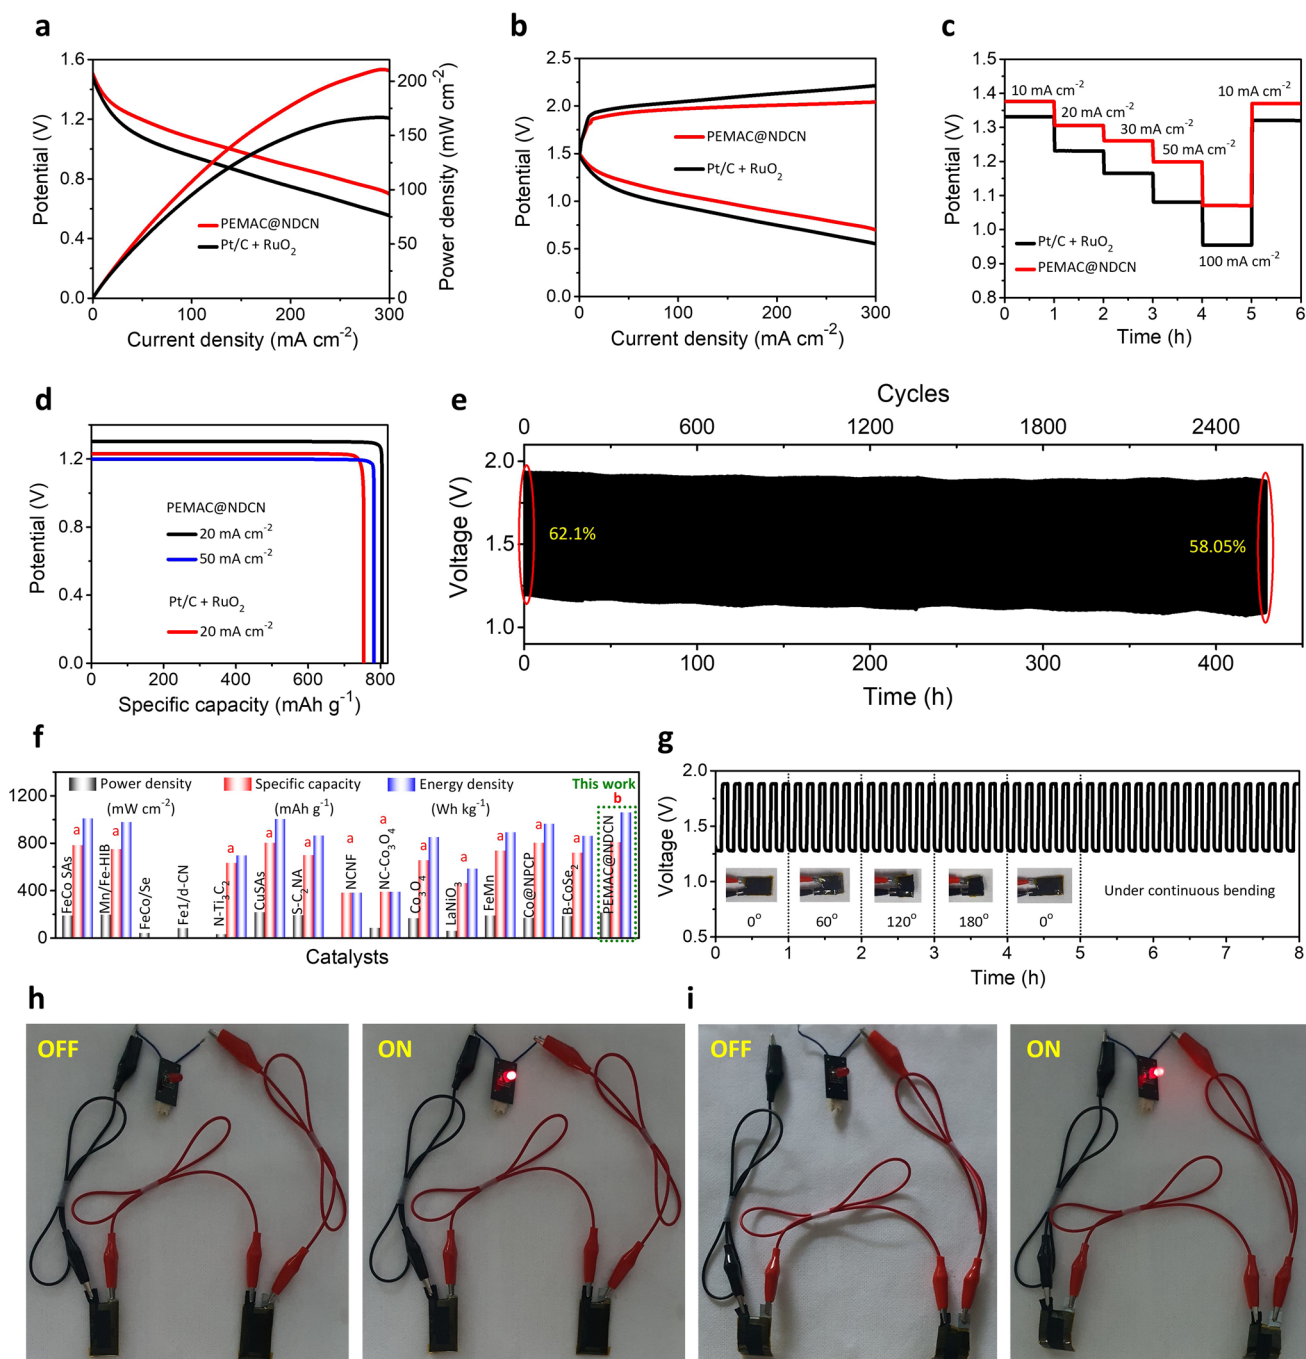 a
1.6
1.2
0.8
0.4
0.0
Potential (V)
200
150
100
50
0
Power density (mW cm⁻²)
PEMAC@NDCN
Pt/C + RuO₂
0 100 200 300
Current density (mA cm⁻²)
b
2.5
2.0
1.5
1.0
0.5
0.0
Potential (V)
PEMAC@NDCN
Pt/C + RuO₂
0 100 200 300
Current density (mA cm⁻²)
c
1.5
1.4
1.3
1.2
1.1
1.0
0.9
0.8
Potential (V)
10 mA cm⁻²
20 mA cm⁻²
30 mA cm⁻²
50 mA cm⁻²
100 mA cm⁻²
10 mA cm⁻²
Pt/C + RuO₂
PEMAC@NDCN
0 1 2 3 4 5 6
Time (h)
d
1.2
0.9
0.6
0.3
0.0
Potential (V)
PEMAC@NDCN
20 mA cm⁻²
50 mA cm⁻²
Pt/C + RuO₂
20 mA cm⁻²
0 200 400 600 800
Specific capacity (mAh g⁻¹)
e
Cycles
0 600 1200 1800 2400
2.0
1.5
1.0
Voltage (V)
62.1%
58.05%
0 100 200 300 400
Time (h)
f
1200
800
400
0
Power density
(mW cm⁻²)
Specific capacity
(mAh g⁻¹)
Energy density
(Wh kg⁻¹)
This work
b
a
a
a
a
a
a
a
a
a
a
a
a
FeCo SAs
Mn/Fe-HIB
FeCo/Se
Fe1/d-CN
N-Ti₃C₂
CuSAs
S-C₂NA
NCNF
NC-Co₃O₄
Co₃O₄
LaNiO₃
FeMn
Co@NPCP
B-CoSe₂
PEMAC@NDCN
Catalysts
g
2.0
1.5
1.0
0.5
Voltage (V)
0° 60° 120° 180° 0°
Under continuous bending
0 1 2 3 4 5 6 7 8
Time (h)
h
OFF
ON
i
OFF
ON